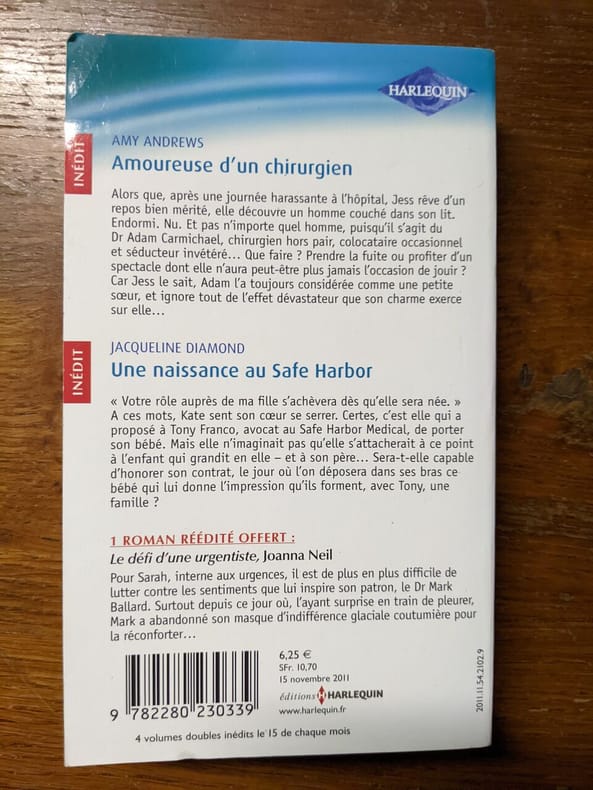 HARLEQUIN
INÉDIT
AMY ANDREWS
Amoureuse d'un chirurgien
Alors que, après une journée harassante à l'hôpital, Jess rêve d'un
repos bien mérité, elle découvre un homme couché dans son lit.
Endormi. Nu. Et pas n'importe quel homme, puisqu'il s'agit du
Dr Adam Carmichael, chirurgien hors pair, colocataire occasionnel
et séducteur invétéré... Que faire ? Prendre la fuite ou profiter d'un
spectacle dont elle n'aura peut-être plus jamais l'occasion de jouir ?
Car Jess le sait, Adam l'a toujours considérée comme une petite
sœur, et ignore tout de l'effet dévastateur que son charme exerce
sur elle...
INÉDIT
JACQUELINE DIAMOND
Une naissance au Safe Harbor
« Votre rôle auprès de ma fille s'achèvera dès qu'elle sera née. »
A ces mots, Kate sent son cœur se serrer. Certes, c'est elle qui a
proposé à Tony Franco, avocat au Safe Harbor Medical, de porter
son bébé. Mais elle n'imaginait pas qu'elle s'attacherait à ce point
à l'enfant qui grandit en elle – et à son père... Sera-t-elle capable
d'honorer son contrat, le jour où l'on déposera dans ses bras ce
bébé qui lui donne l'impression qu'ils forment, avec Tony, une
famille ?
1 ROMAN RÉÉDITÉ OFFERT :
Le défi d'une urgentiste, Joanna Neil
Pour Sarah, interne aux urgences, il est de plus en plus difficile de
lutter contre les sentiments que lui inspire son patron, le Dr Mark
Ballard. Surtout depuis ce jour où, l'ayant surprise en train de pleurer,
Mark a abandonné son masque d'indifférence glaciale coutumière pour
la réconforter...
6,25 €
SFr. 10,70
15 novembre 2011
éditions H HARLEQUIN
www.harlequin.fr
9 782280 230339
4 volumes doubles inédits le 15 de chaque mois
2011.11.54.2102.9